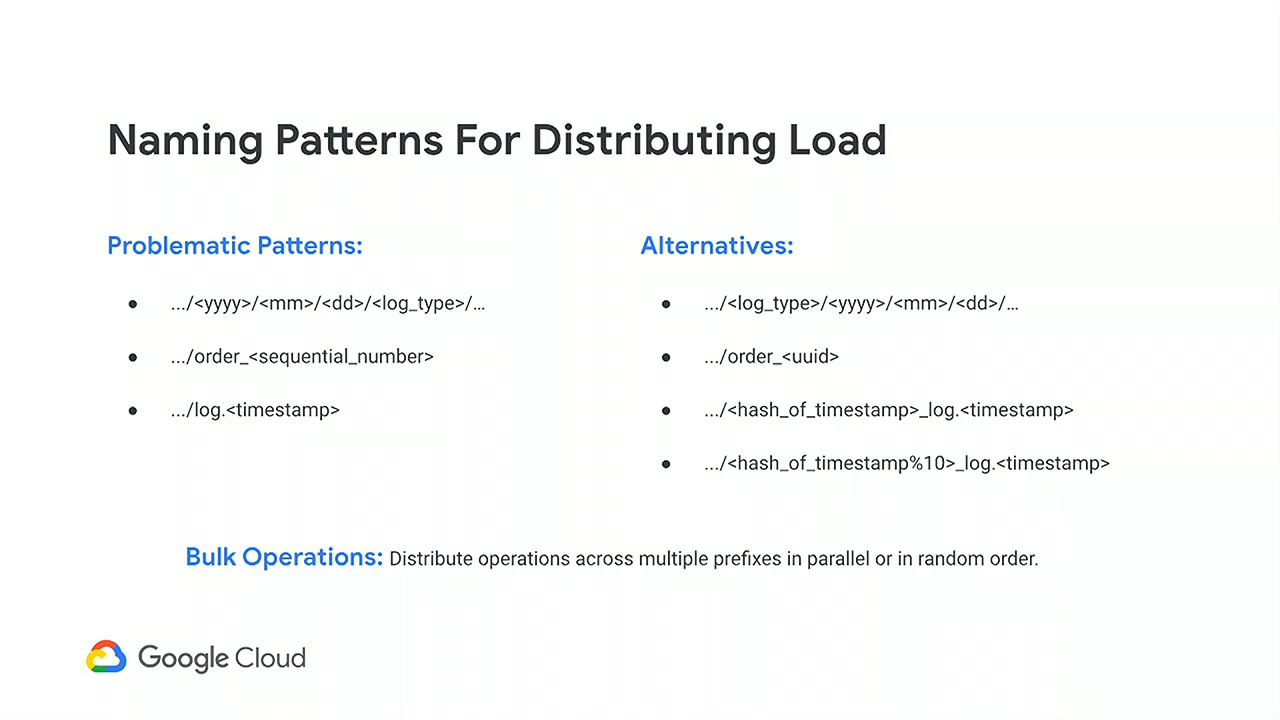 Naming Patterns For Distributing Load
Problematic Patterns:
● .../<yyyy>/<mm>/<dd>/<log_type>/...
● .../order_<sequential_number>
● .../log.<timestamp>
Alternatives:
● .../<log_type>/<yyyy>/<mm>/<dd>/...
● .../order_<uuid>
● .../<hash_of_timestamp>_log.<timestamp>
● .../<hash_of_timestamp%10>_log.<timestamp>
Bulk Operations: Distribute operations across multiple prefixes in parallel or in random order.
Google Cloud